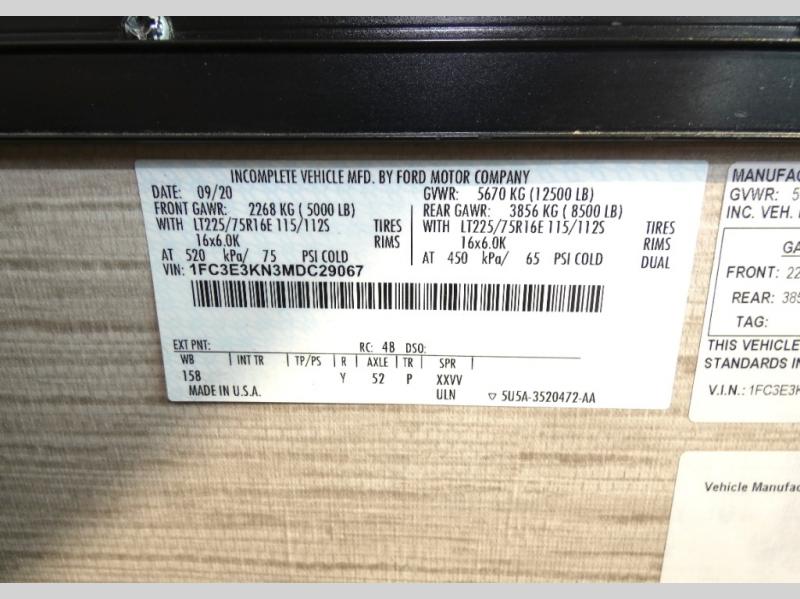 INCOMPLETE VEHICLE MFD. BY FORD MOTOR COMPANY
DATE: 09/20 GVWR: 5670 KG (12500 LB)
FRONT GAWR: 2268 KG ( 5000 LB) REAR GAWR: 3856 KG ( 8500 LB)
WITH LT225/75R16E 115/112S TIRES WITH LT225/75R16E 115/112S TIRES
16x6.0K RIMS 16x6.0K RIMS
AT 520 kPa/ 75 PSI COLD AT 450 kPa/ 65 PSI COLD DUAL
VIN: 1FC3E3KN3MDC29067
EXT PNT: RC: 48 DSO:
WB INT TR TP/PS R AXLE TR SPR
158 Y 52 P XXVV
MADE IN U.S.A. ULN ▽ 5U5A-3520472-AA
MANUFAC
GVWR: 5
INC. VEH.
GA
FRONT: 22
REAR: 385
TAG:
THIS VEHICLE
STANDARDS IN
V.I.N.: 1FC3E3K
Vehicle Manufac